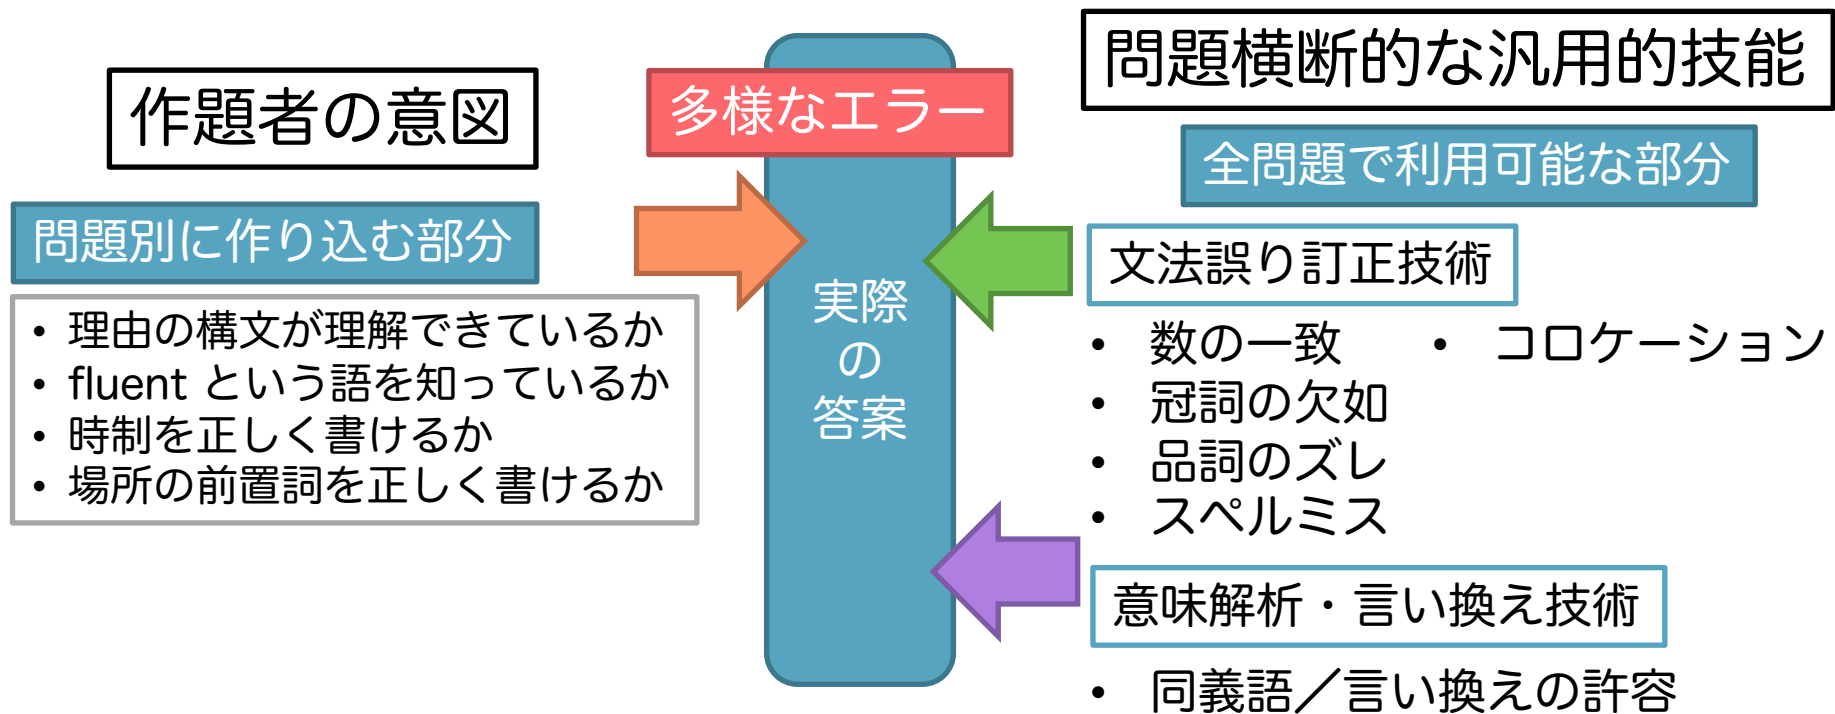 作題者の意図
問題別に作り込む部分
• 理由の構文が理解できているか
• fluent という語を知っているか
• 時制を正しく書けるか
• 場所の前置詞を正しく書けるか
多様なエラー
実際
の
答案
問題横断的な汎用的技能
全問題で利用可能な部分
文法誤り訂正技術
• 数の一致
• 冠詞の欠如
• 品詞のズレ
• スペルミス
• コロケーション
意味解析・言い換え技術
• 同義語／言い換えの許容